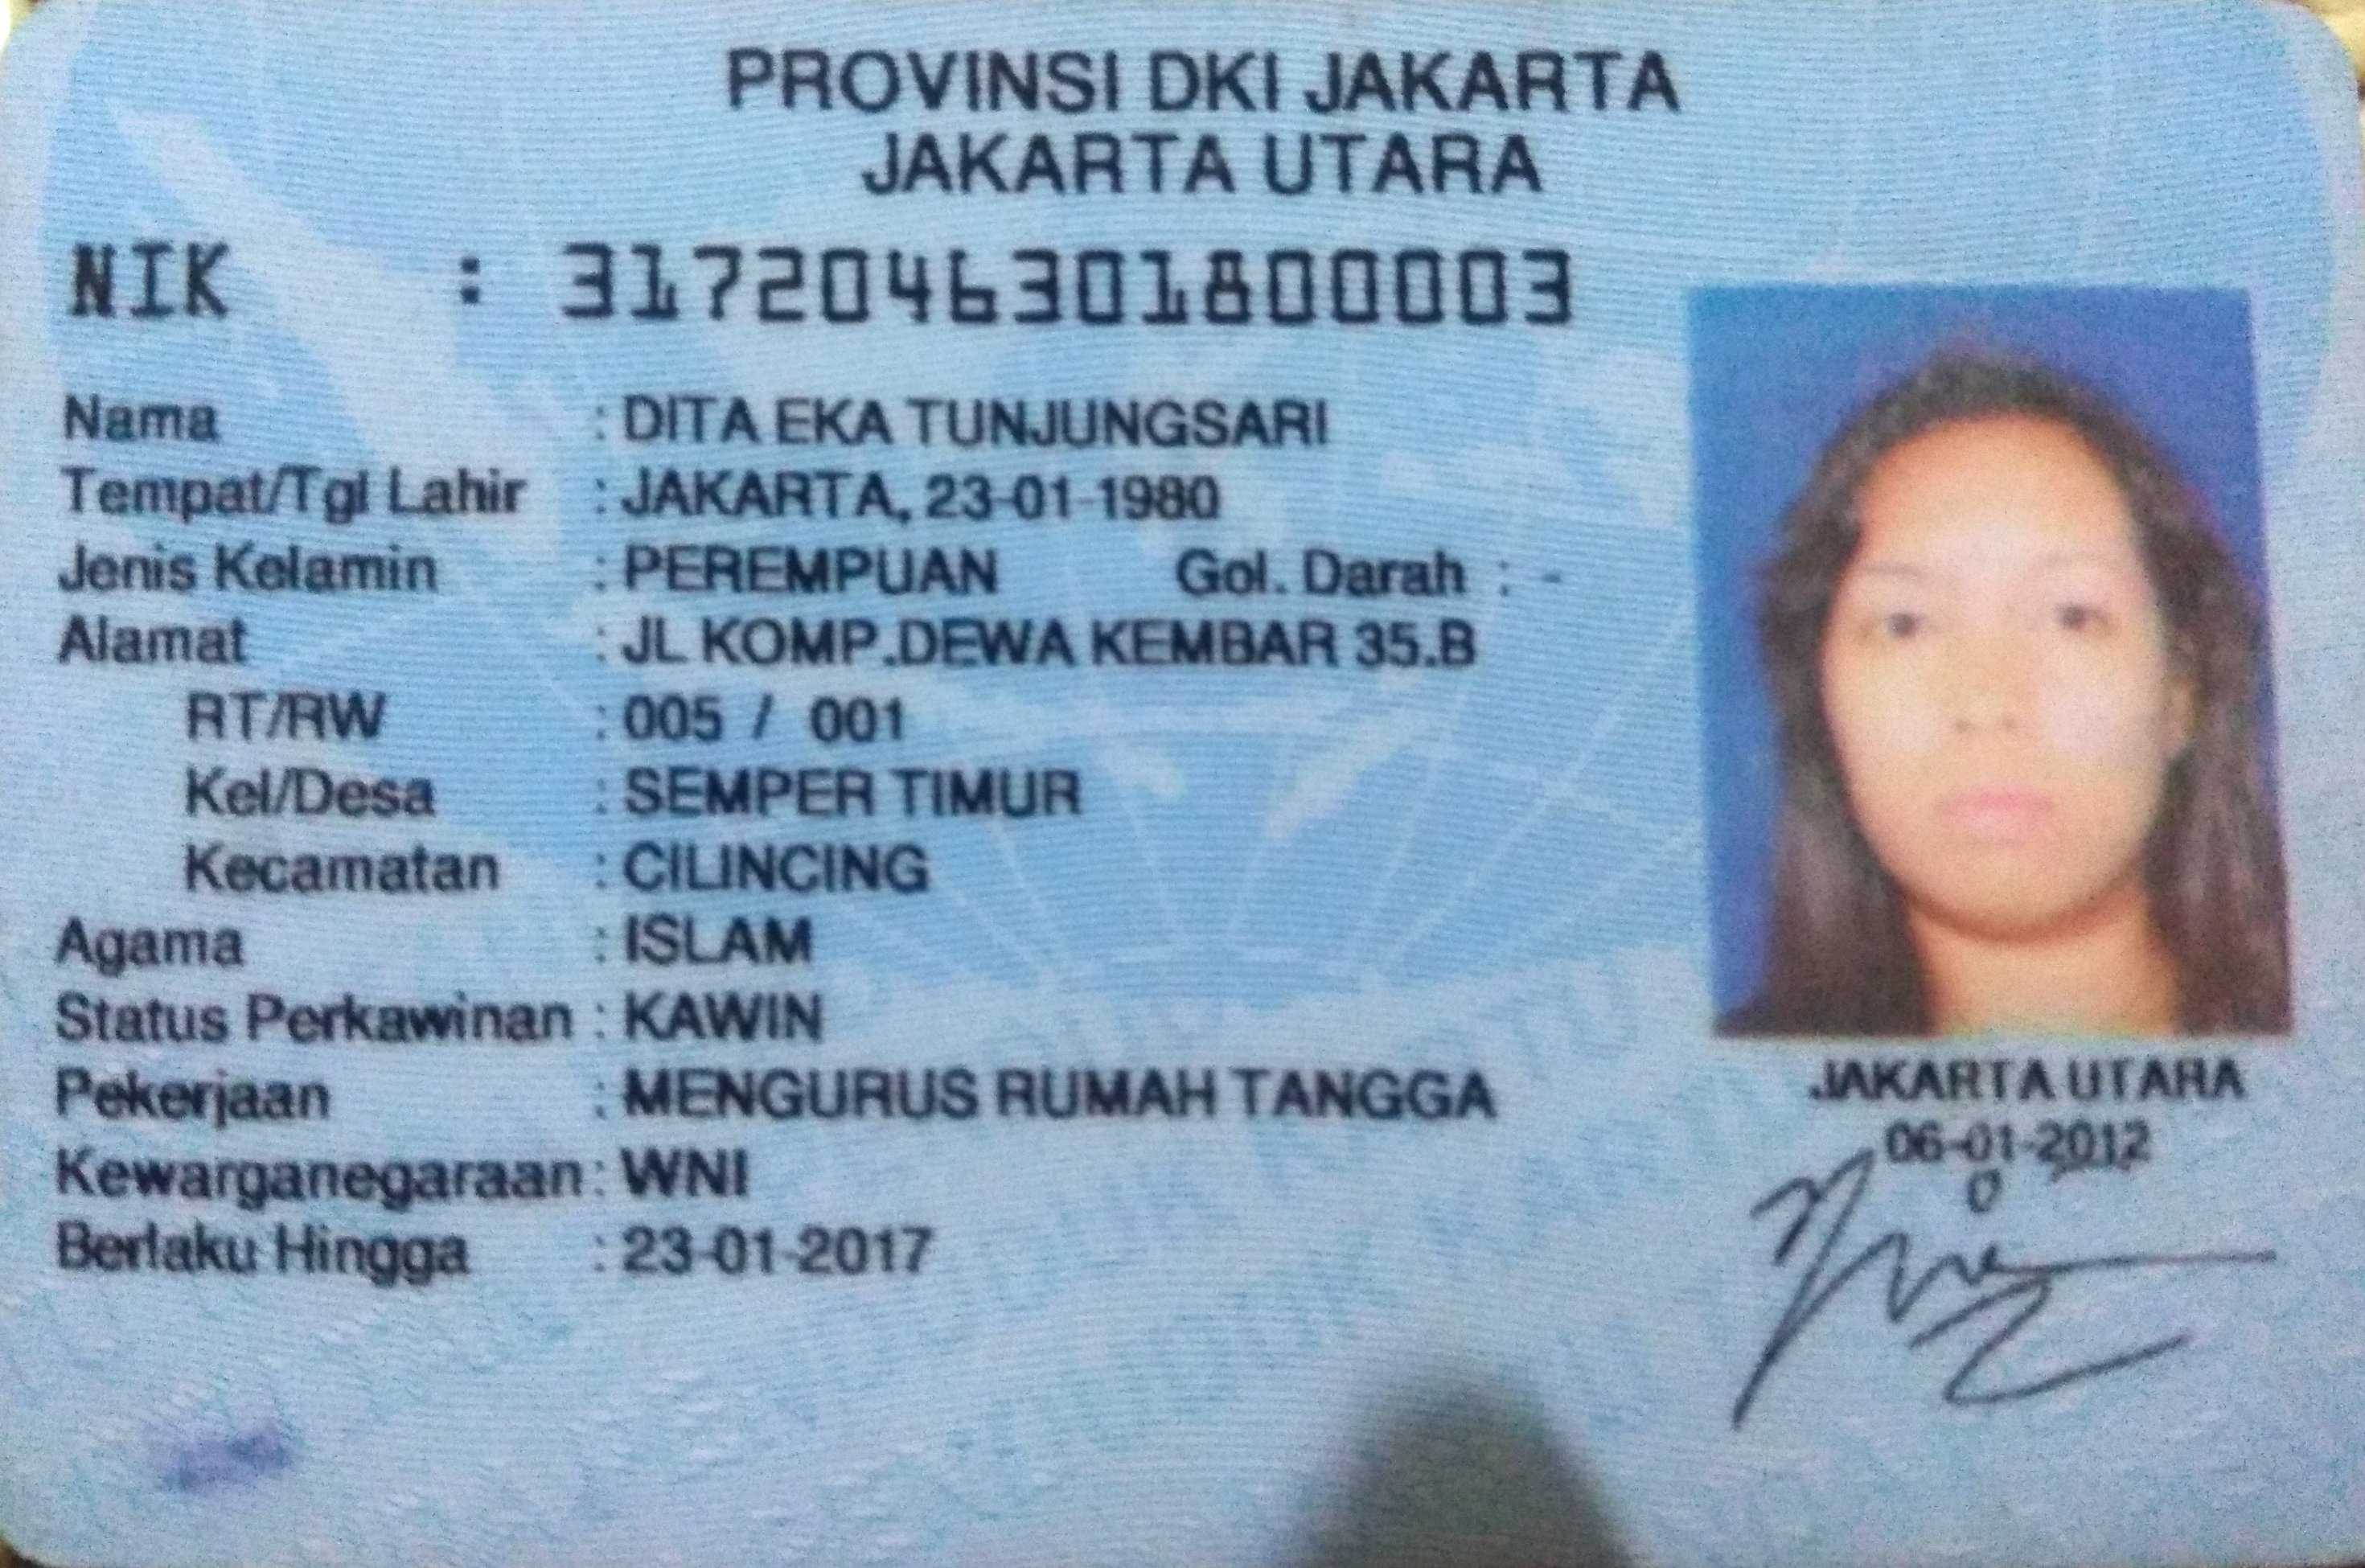 PROVINSI DKI JAKARTA
JAKARTA UTARA
NIK : 3172046301800003
Nama : DITA EKA TUNJUNGSARI
Tempat/Tgl Lahir : JAKARTA, 23-01-1980
Jenis Kelamin : PEREMPUAN Gol. Darah : -
Alamat : JL KOMP.DEWA KEMBAR 35.B
RT/RW : 005 / 001
Kel/Desa : SEMPER TIMUR
Kecamatan : CILINCING
Agama : ISLAM
Status Perkawinan : KAWIN
Pekerjaan : MENGURUS RUMAH TANGGA
Kewarganegaraan : WNI
Berlaku Hingga : 23-01-2017
JAKARTA UTARA
06-01-2012